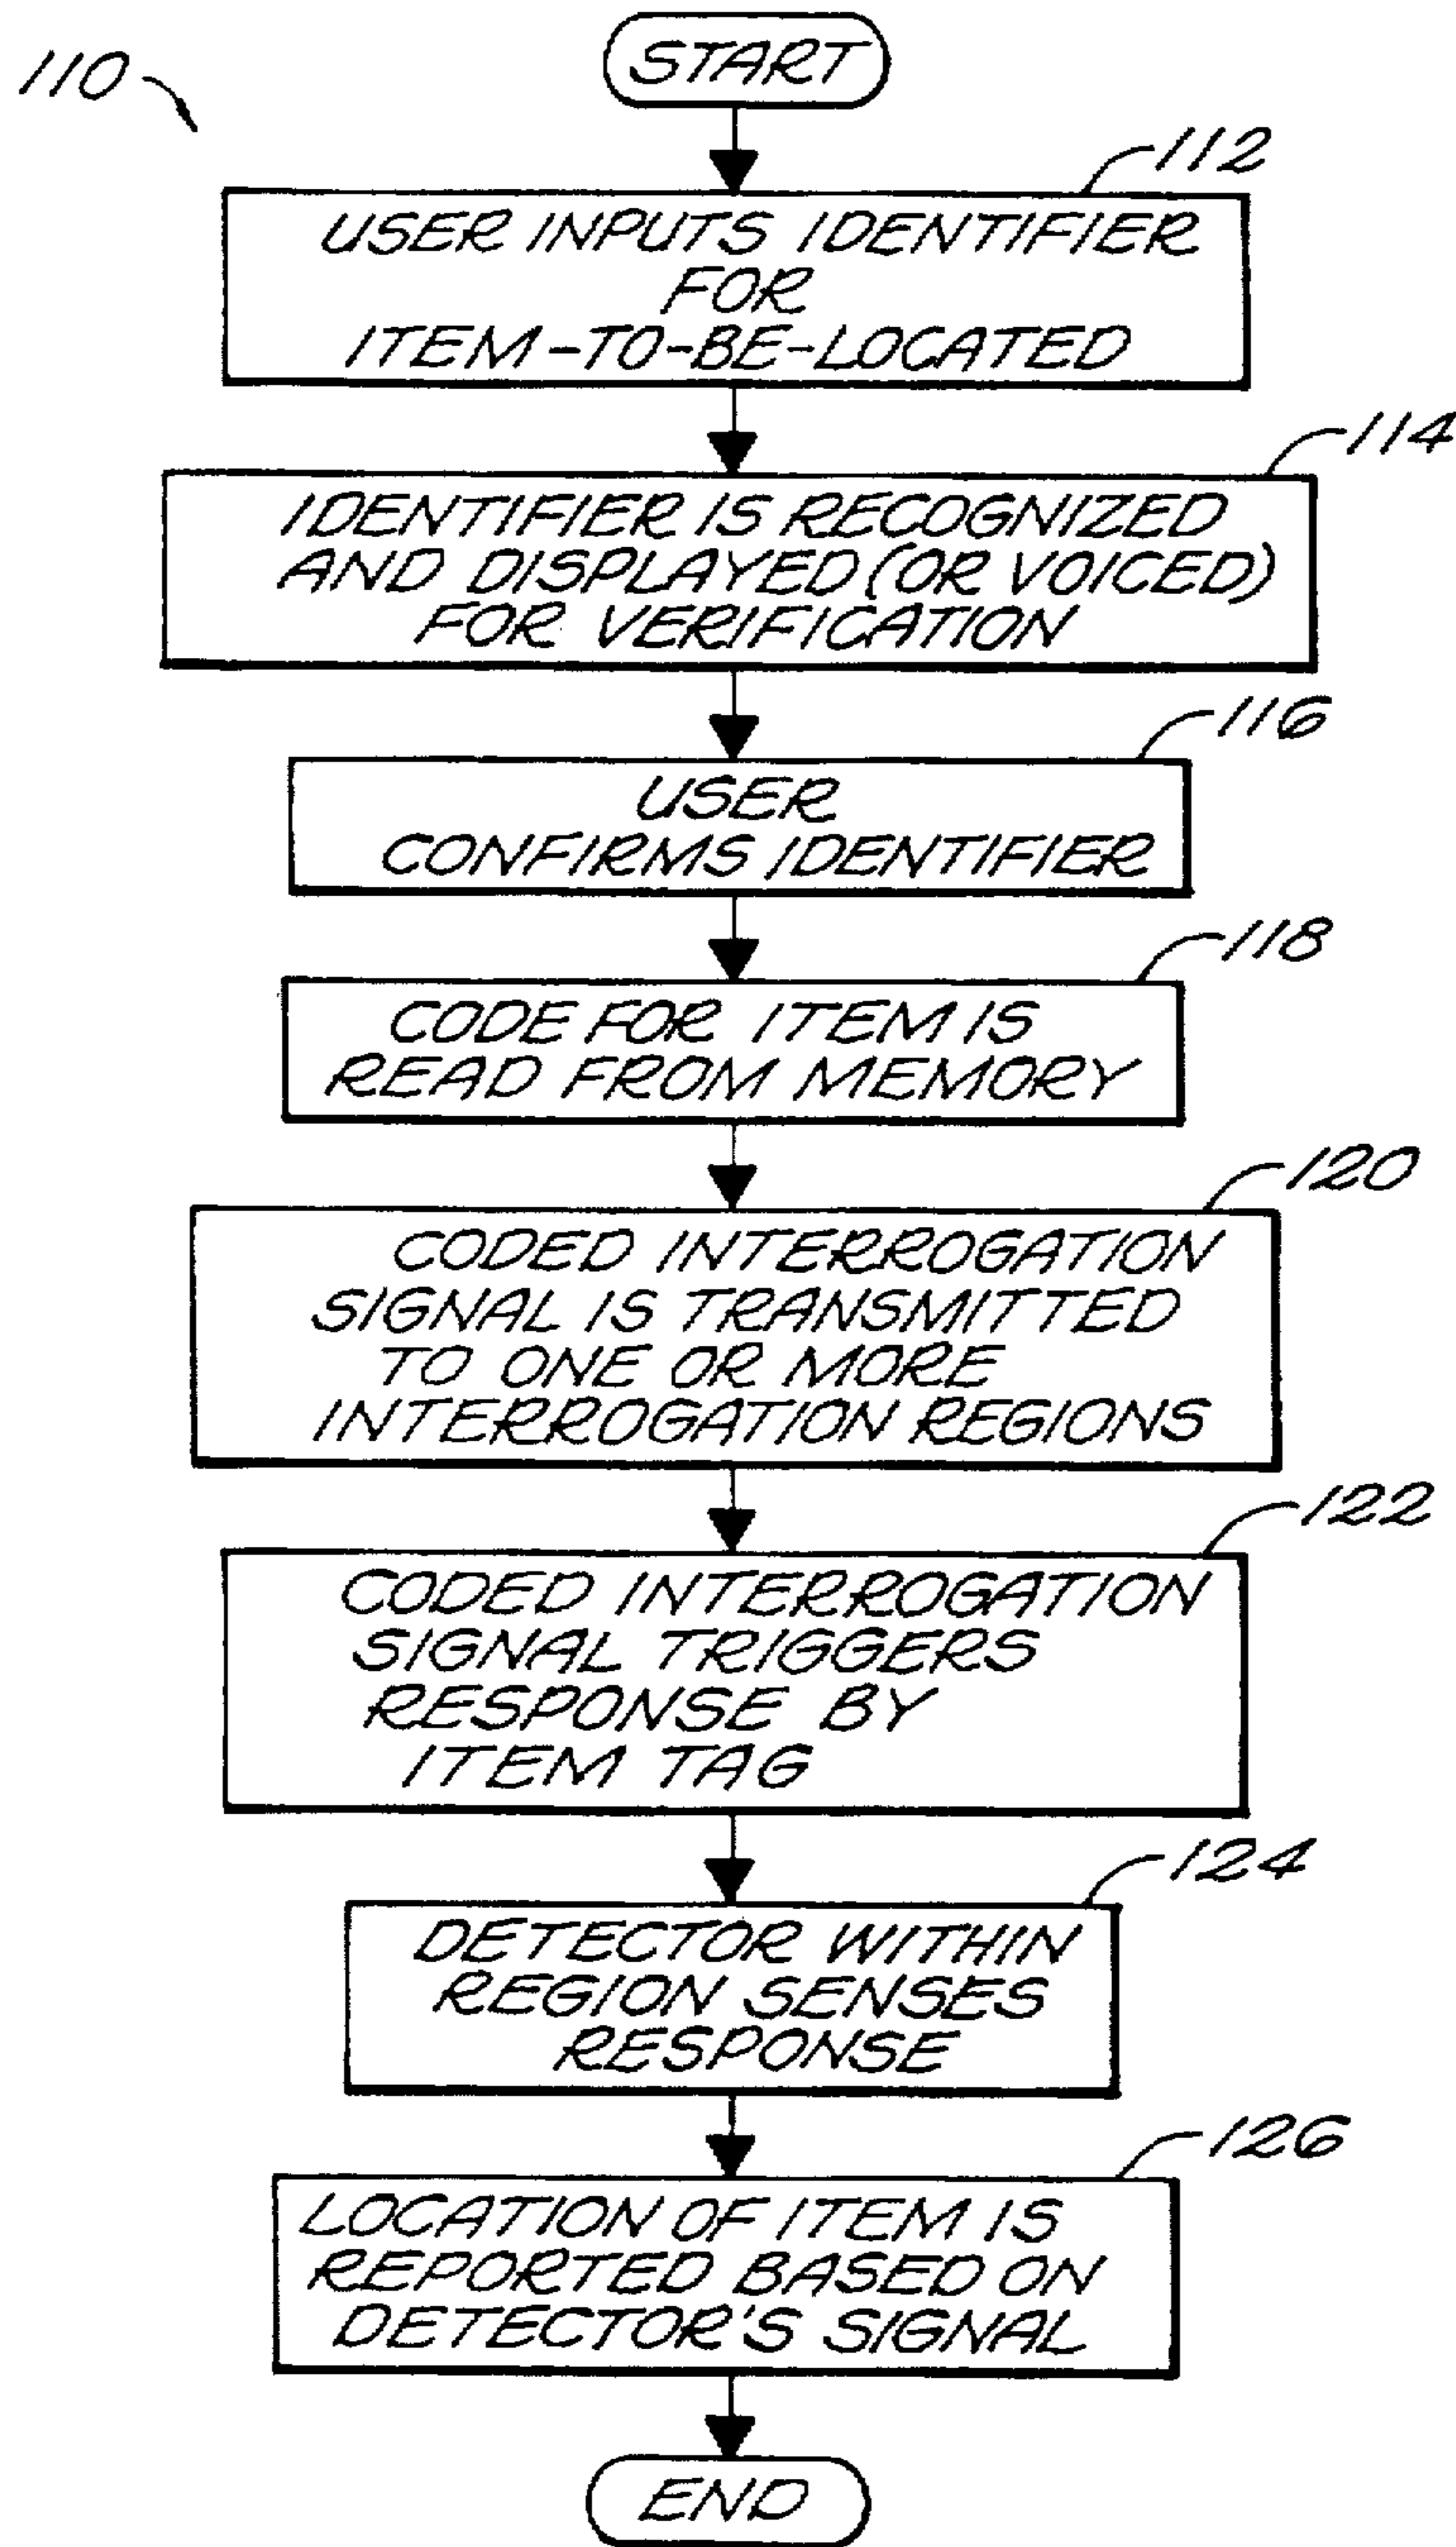 110
START
112
USER INPUTS IDENTIFIER
FOR
ITEM-TO-BE-LOCATED
114
IDENTIFIER IS RECOGNIZED
AND DISPLAYED (OR VOICED)
FOR VERIFICATION
116
USER
CONFIRMS IDENTIFIER
118
CODE FOR ITEM IS
READ FROM MEMORY
120
CODED INTERROGATION
SIGNAL IS TRANSMITTED
TO ONE OR MORE
INTERROGATION REGIONS
122
CODED INTERROGATION
SIGNAL TRIGGERS
RESPONSE BY
ITEM TAG
124
DETECTOR WITHIN
REGION SENSES
RESPONSE
126
LOCATION OF ITEM IS
REPORTED BASED ON
DETECTOR'S SIGNAL
END